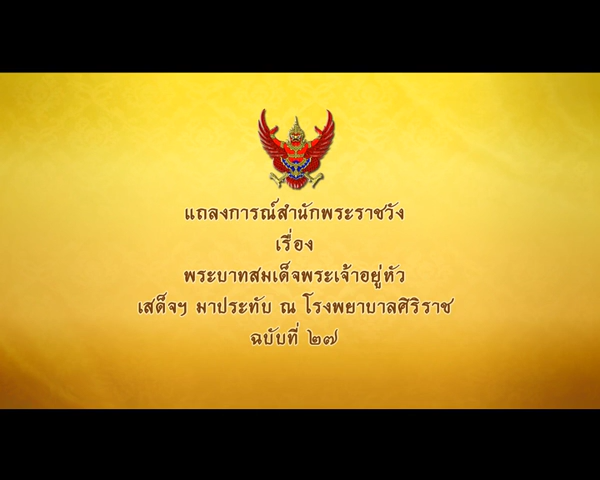 แถลงการณ์สำนักพระราชวัง
เรื่อง
พระบาทสมเด็จพระเจ้าอยู่หัว
เสด็จฯ มาประทับ ณ โรงพยาบาลศิริราช
ฉบับที่ ๒๗